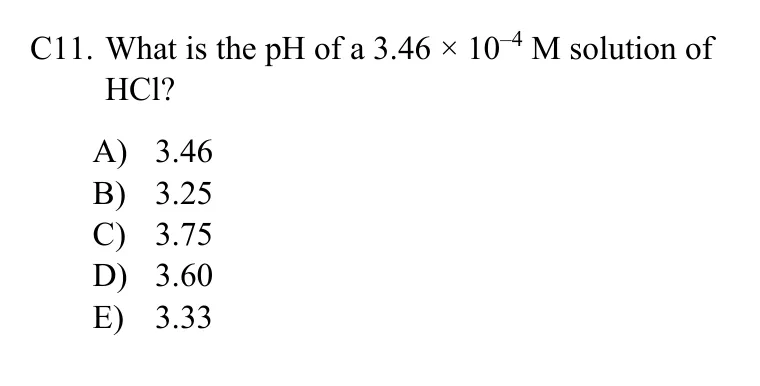 C11. What is the pH of a 3.46 × 10⁻⁴ M solution of
HCl?
A) 3.46
B) 3.25
C) 3.75
D) 3.60
E) 3.33